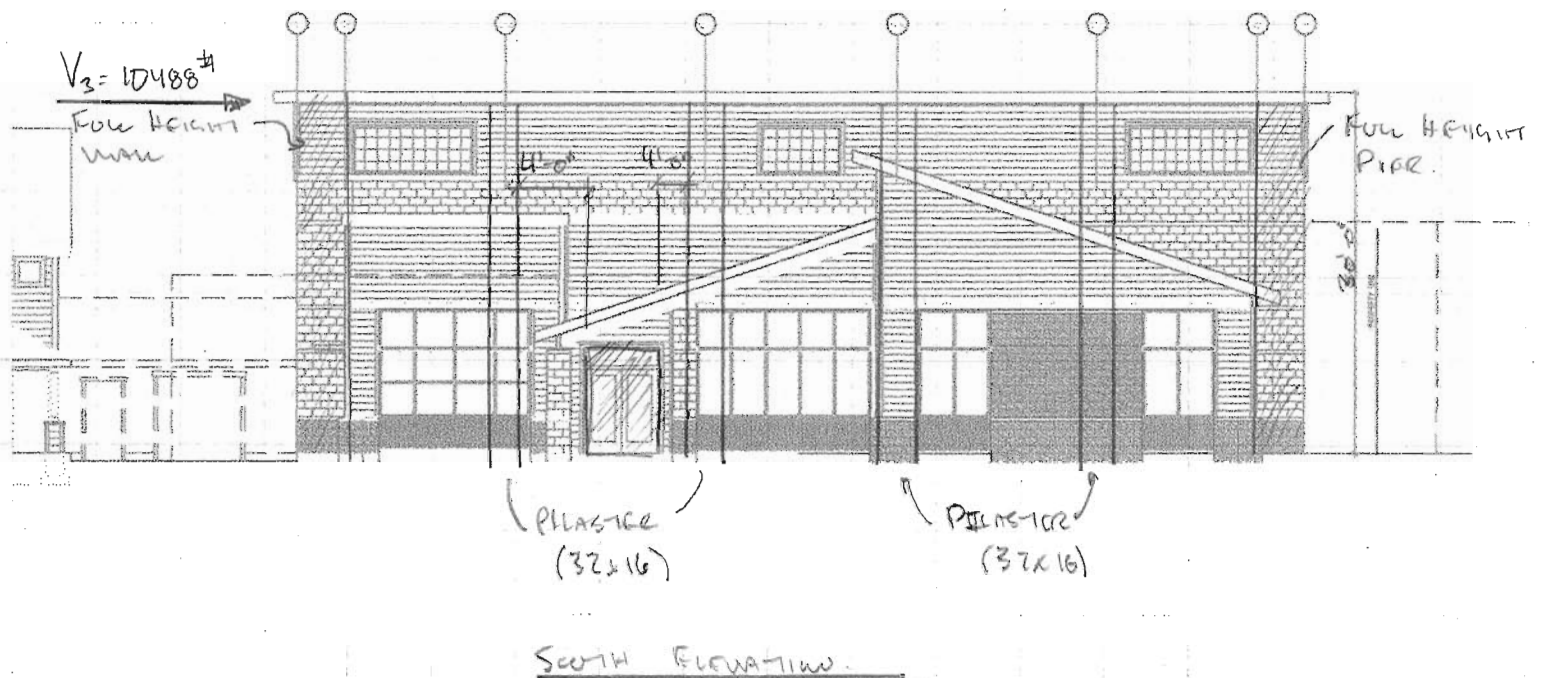 V3 = 10488#
FULL HEIGHT
WALL
FULL HEIGHT
PIER.
4'-0"
4'-0"
30'-0"
PILASTER
(32x16)
PILASTER
(32x16)
SOUTH ELEVATION.